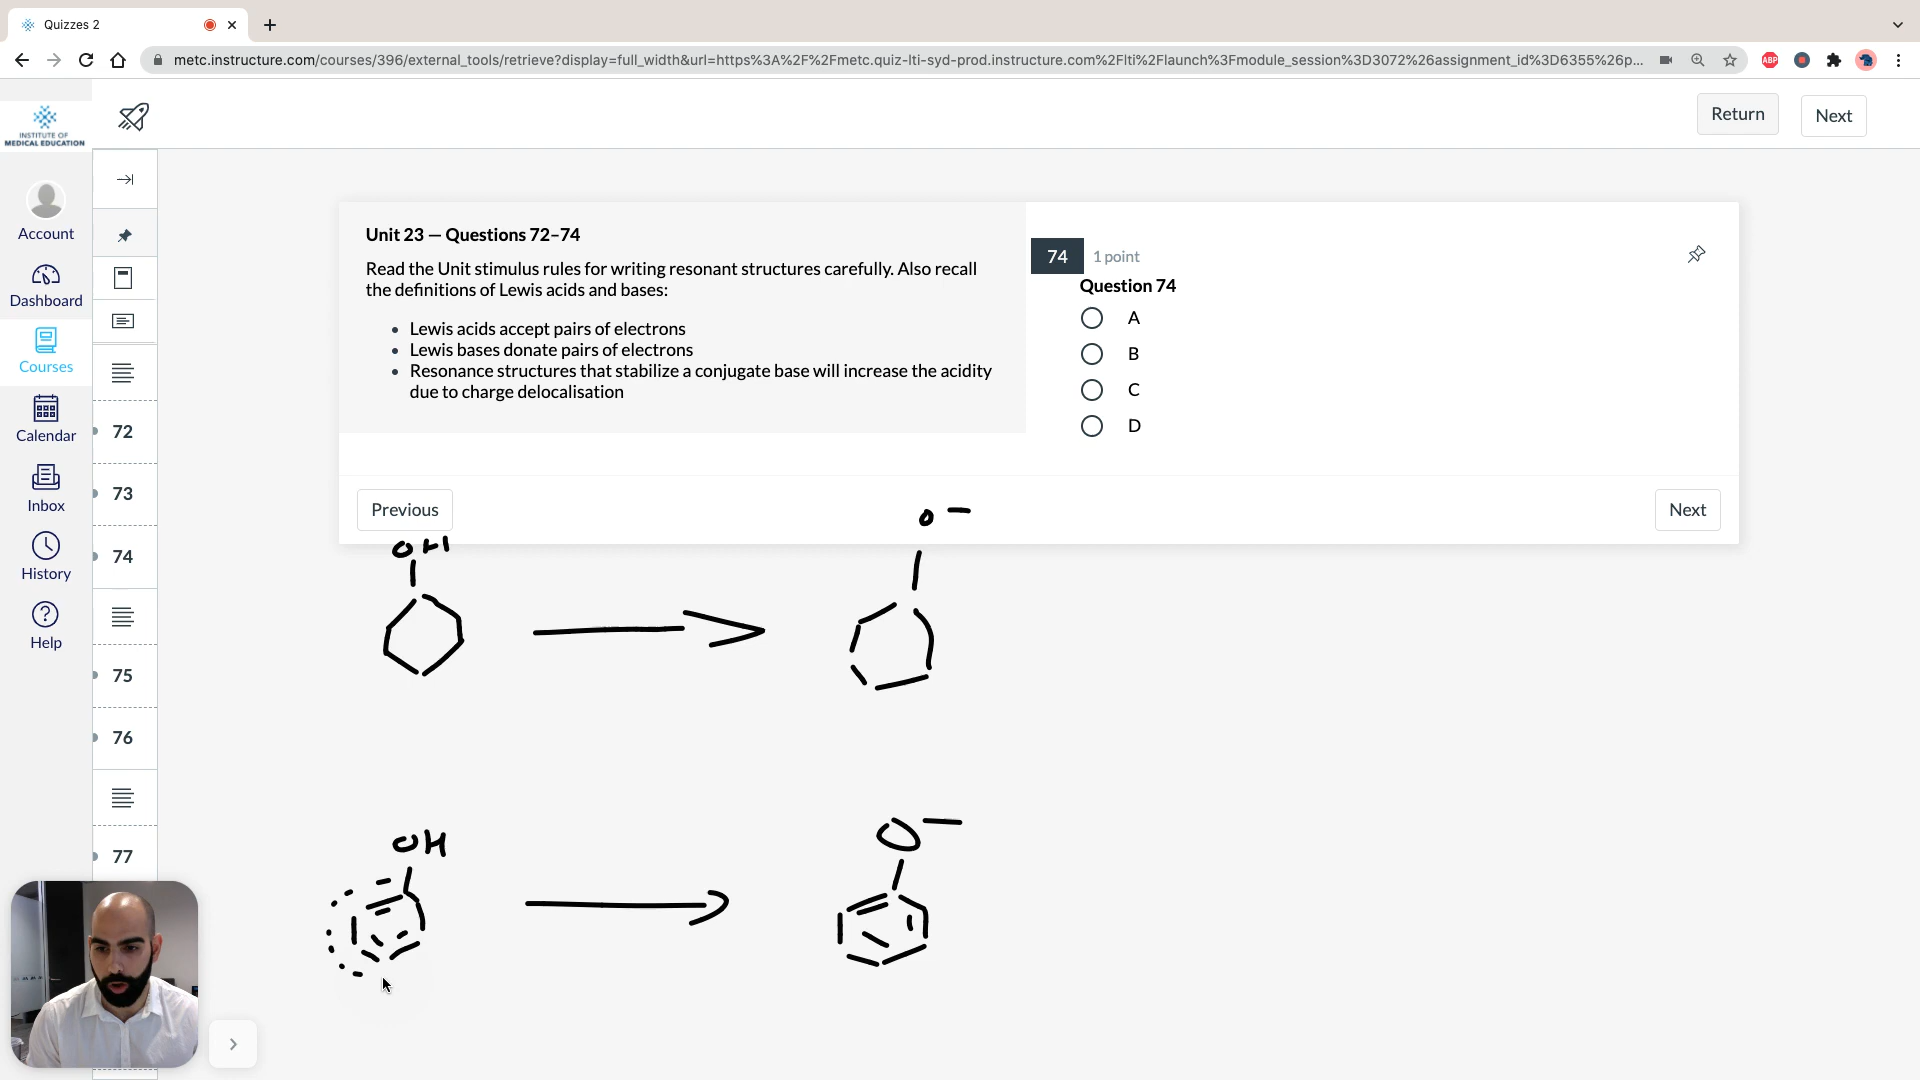 Quizzes 2
metc.instructure.com/courses/396/external_tools/retrieve?display=full_width&url=https%3A%2F%2Fmetc.quiz-lti-syd-prod.instructure.com%2Flti%2Flaunch%3Fmodule_session%3D3072%26assignment_id%3D6355%26p...
ABP
INSTITUTE OF
MEDICAL EDUCATION
Return
Next
Account
Dashboard
Courses
Calendar
Inbox
History
Help
72
73
74
75
76
77
Unit 23 — Questions 72–74
Read the Unit stimulus rules for writing resonant structures carefully. Also recall
the definitions of Lewis acids and bases:
• Lewis acids accept pairs of electrons
• Lewis bases donate pairs of electrons
• Resonance structures that stabilize a conjugate base will increase the acidity
due to charge delocalisation
74
1 point
Question 74
A
B
C
D
Previous
Next
OH
O –
OH
O –